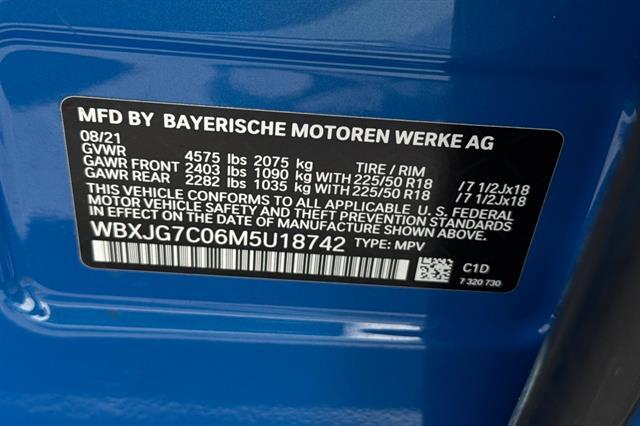 MFD BY BAYERISCHE MOTOREN WERKE AG
08/21
GVWR 4575 lbs 2075 kg TIRE / RIM
GAWR FRONT 2403 lbs 1090 kg WITH 225/50 R18 /7 1/2Jx18
GAWR REAR 2282 lbs 1035 kg WITH 225/50 R18 /7 1/2Jx18
THIS VEHICLE CONFORMS TO ALL APPLICABLE U. S. FEDERAL
MOTOR VEHICLE SAFETY, BUMPER, AND THEFT PREVENTION STANDARDS
IN EFFECT ON THE DATE OF MANUFACTURE SHOWN ABOVE.
WBXJG7C06M5U18742 TYPE: MPV
C1D
7 320 730